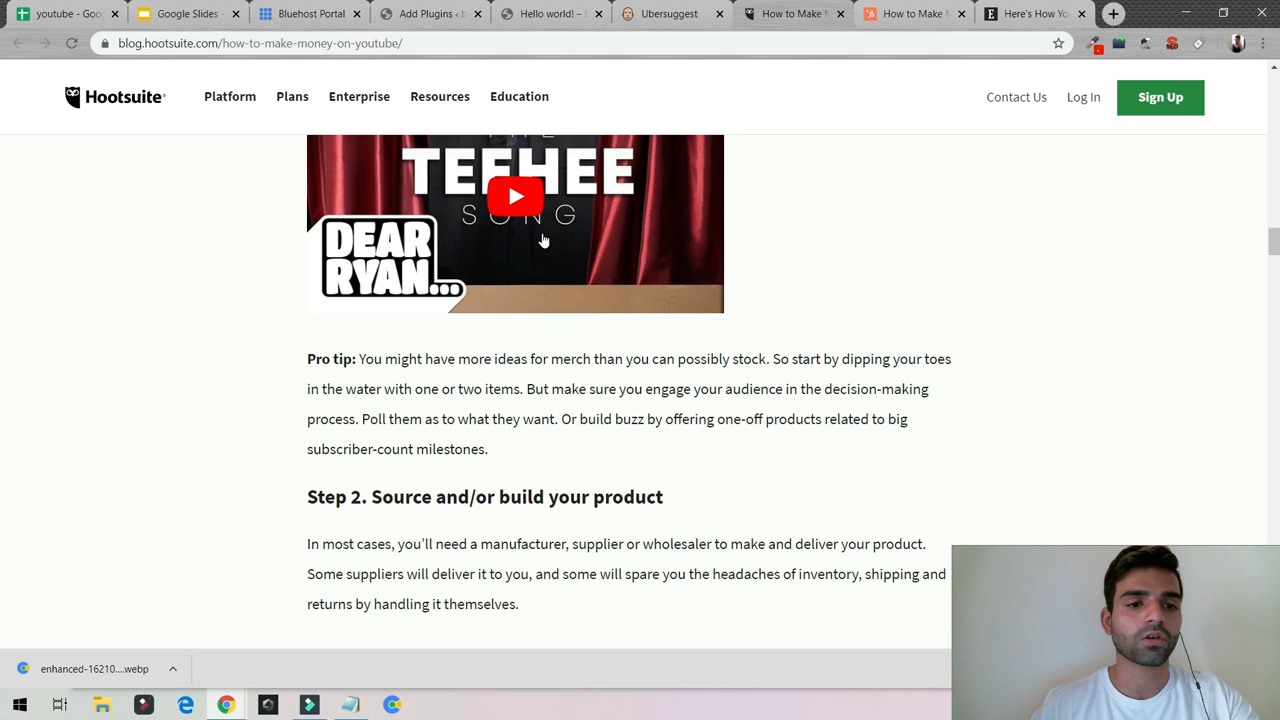 youtube - Goo
Google Slides -
Bluehost Portal
Add Plugins ‹ b
Hello world! – L
Ubersuggest
How to Make M
How to Make M
Here's How You
blog.hootsuite.com/how-to-make-money-on-youtube/
Hootsuite
Platform
Plans
Enterprise
Resources
Education
Contact Us
Log In
Sign Up
TEEHEE
SONG
DEAR
RYAN...
Pro tip: You might have more ideas for merch than you can possibly stock. So start by dipping your toes
in the water with one or two items. But make sure you engage your audience in the decision-making
process. Poll them as to what they want. Or build buzz by offering one-off products related to big
subscriber-count milestones.
Step 2. Source and/or build your product
In most cases, you’ll need a manufacturer, supplier or wholesaler to make and deliver your product.
Some suppliers will deliver it to you, and some will spare you the headaches of inventory, shipping and
returns by handling it themselves.
enhanced-16210....webp